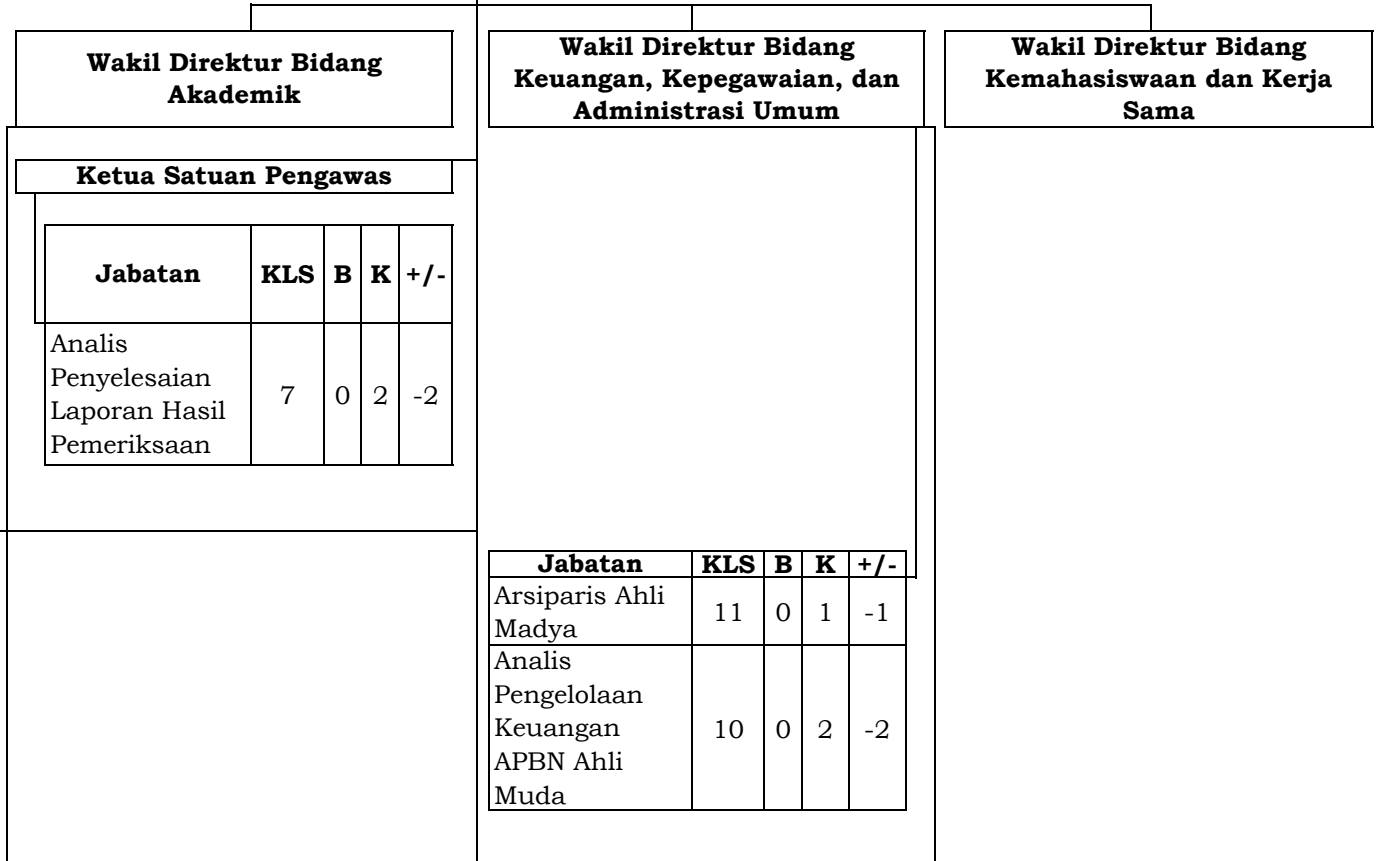 Wakil Direktur Bidang
Akademik
Wakil Direktur Bidang
Keuangan, Kepegawaian, dan
Administrasi Umum
Wakil Direktur Bidang
Kemahasiswaan dan Kerja
Sama
Ketua Satuan Pengawas
Jabatan KLS B K +/-
Analis
Penyelesaian
Laporan Hasil
Pemeriksaan
7 0 2 -2
Jabatan KLS B K +/-
Arsiparis Ahli
Madya
11 0 1 -1
Analis
Pengelolaan
Keuangan
APBN Ahli
Muda
10 0 2 -2